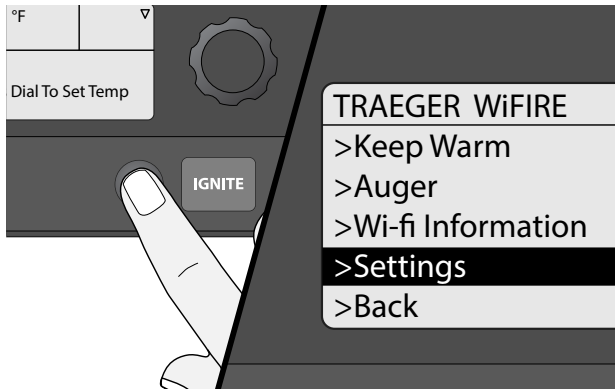 °F
Dial To Set Temp
IGNITE
TRAEGER WiFIRE
>Keep Warm
>Auger
>Wi-fi Information
>Settings
>Back